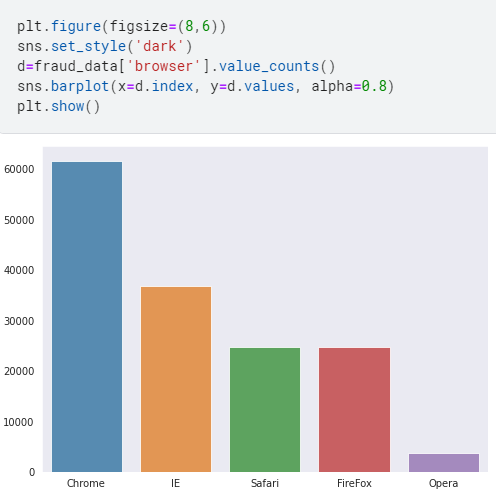 plt.figure(figsize=(8,6))
sns.set_style('dark')
d=fraud_data['browser'].value_counts()
sns.barplot(x=d.index, y=d.values, alpha=0.8)
plt.show()
60000
50000
40000
30000
20000
10000
0
Chrome IE Safari FireFox Opera